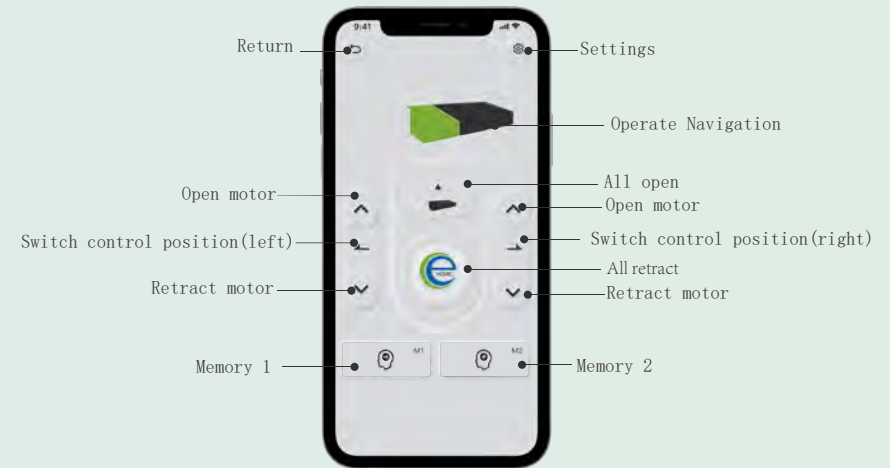 9:41
Return
Settings
Operate Navigation
Open motor
All open
Open motor
Switch control position(left)
Switch control position(right)
HOME
All retract
Retract motor
Retract motor
M1
M2
Memory 1
Memory 2